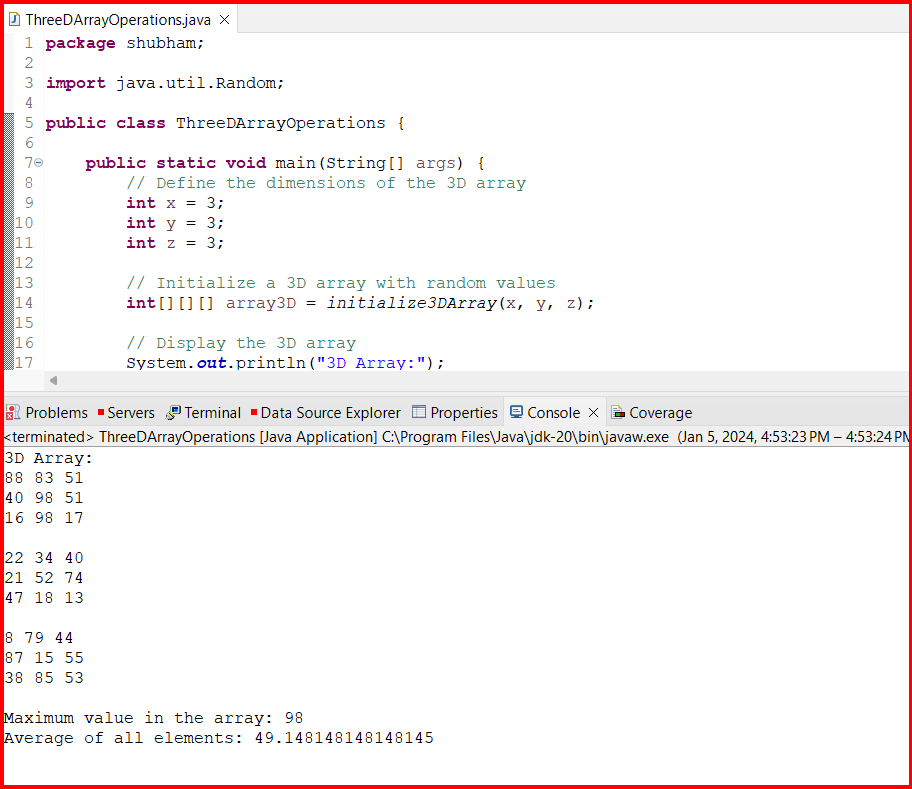 ThreeDArrayOperations.java
1 package shubham;
2
3 import java.util.Random;
4
5 public class ThreeDArrayOperations {
6
7 public static void main(String[] args) {
8 // Define the dimensions of the 3D array
9 int x = 3;
10 int y = 3;
11 int z = 3;
12
13 // Initialize a 3D array with random values
14 int[][][] array3D = initialize3DArray(x, y, z);
15
16 // Display the 3D array
17 System.out.println("3D Array:");
Problems Servers Terminal Data Source Explorer Properties Console Coverage
<terminated> ThreeDArrayOperations [Java Application] C:\Program Files\Java\jdk-20\bin\javaw.exe (Jan 5, 2024, 4:53:23 PM – 4:53:24 PM
3D Array:
88 83 51
40 98 51
16 98 17
22 34 40
21 52 74
47 18 13
8 79 44
87 15 55
38 85 53
Maximum value in the array: 98
Average of all elements: 49.148148148148145